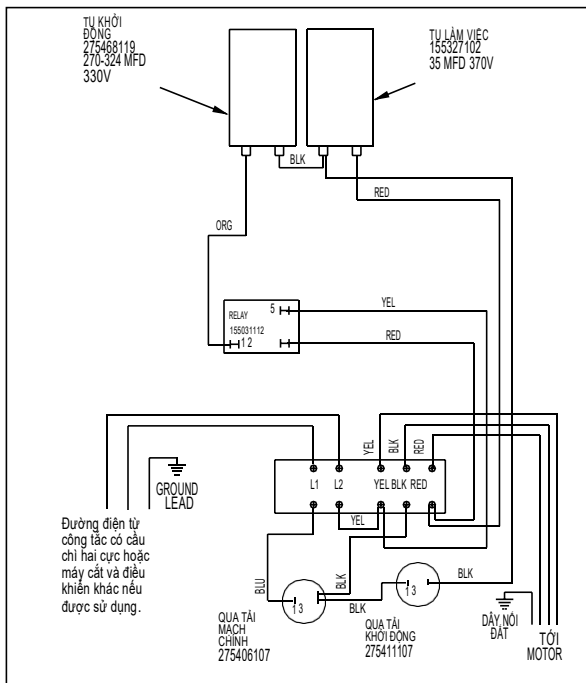 TỤ KHỞI
ĐỘNG
275468119
270-324 MFD
330V
TỤ LÀM VIỆC
155327102
35 MFD 370V
BLK
RED
ORG
YEL
5
RELAY
155031112
1 2
RED
YEL
BLK
RED
L1 L2 YEL BLK RED
GROUND
LEAD
YEL
Đường điện từ
công tắc có cầu
chì hai cực hoặc
máy cắt và điều
khiển khác nếu
được sử dụng.
BLU
BLK
1 3
BLK
1 3
BLK
QUA TẢI
MẠCH
CHÍNH
275406107
QUA TẢI
KHỞI ĐỘNG
275411107
DÂY NỐI
ĐẤT
TỚI
MOTOR